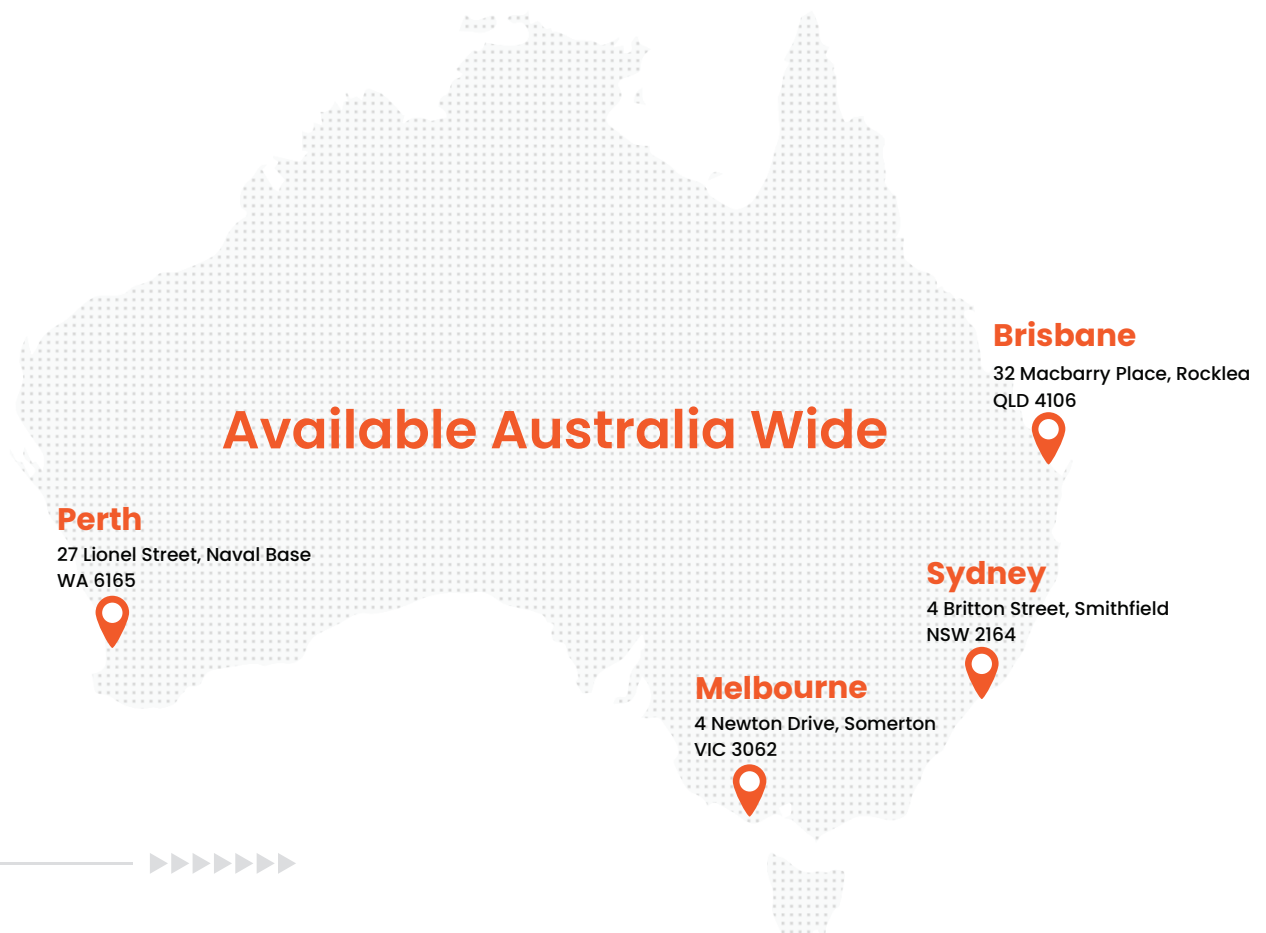 Brisbane
32 Macbarry Place, Rocklea
QLD 4106
Available Australia Wide
Perth
27 Lionel Street, Naval Base
WA 6165
Sydney
4 Britton Street, Smithfield
NSW 2164
Melbourne
4 Newton Drive, Somerton
VIC 3062